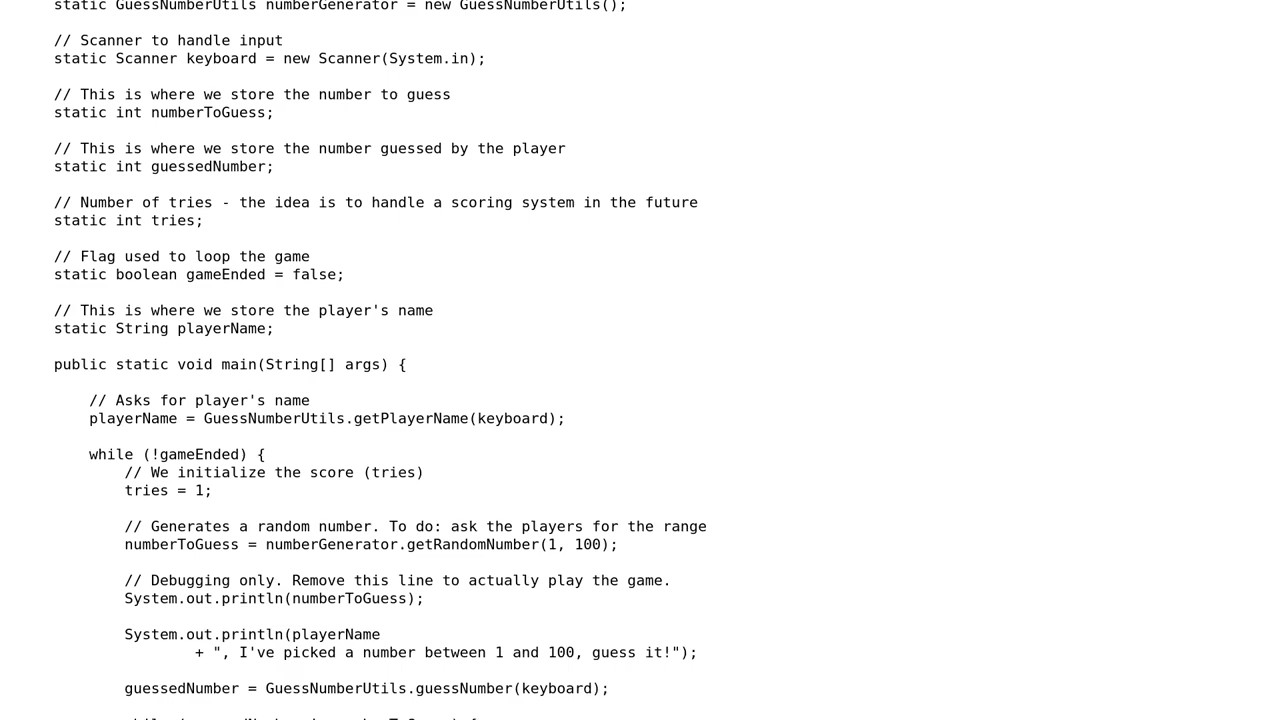 static GuessNumberUtils numberGenerator = new GuessNumberUtils();
// Scanner to handle input
static Scanner keyboard = new Scanner(System.in);
// This is where we store the number to guess
static int numberToGuess;
// This is where we store the number guessed by the player
static int guessedNumber;
// Number of tries - the idea is to handle a scoring system in the future
static int tries;
// Flag used to loop the game
static boolean gameEnded = false;
// This is where we store the player's name
static String playerName;
public static void main(String[] args) {
// Asks for player's name
playerName = GuessNumberUtils.getPlayerName(keyboard);
while (!gameEnded) {
// We initialize the score (tries)
tries = 1;
// Generates a random number. To do: ask the players for the range
numberToGuess = numberGenerator.getRandomNumber(1, 100);
// Debugging only. Remove this line to actually play the game.
System.out.println(numberToGuess);
System.out.println(playerName
+ ", I've picked a number between 1 and 100, guess it!");
guessedNumber = GuessNumberUtils.guessNumber(keyboard);